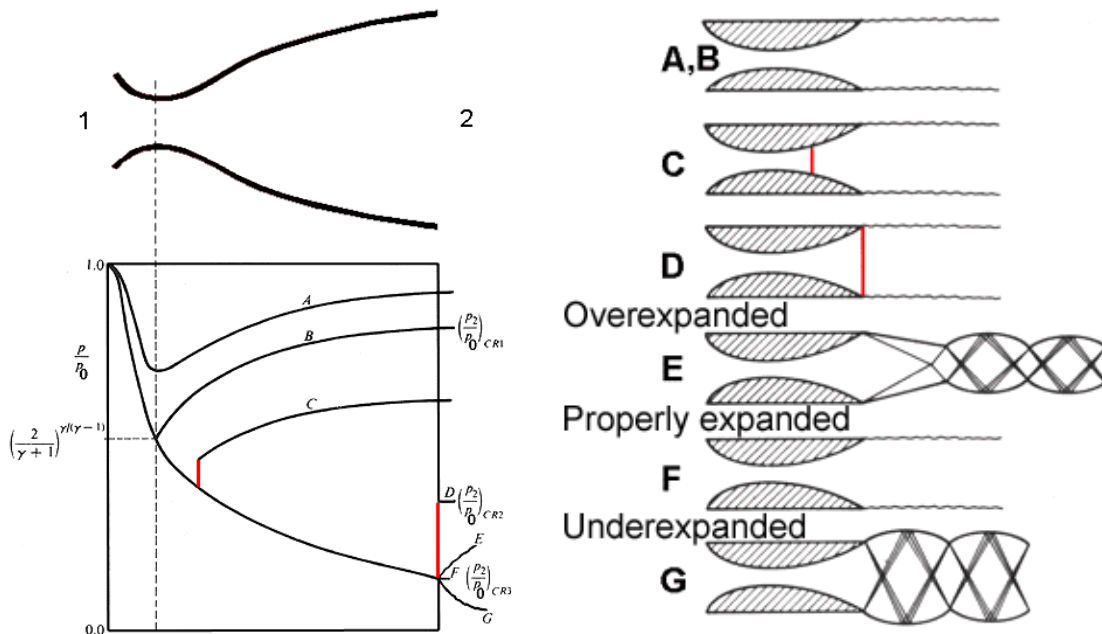 1
2
1.0
p/p0
(2/(γ + 1))^γ/(γ−1)
0.0
A
B
(p2/p0)CR1
C
D (p2/p0)CR2
E
F (p2/p0)CR3
G
A,B
C
D
Overexpanded
E
Properly expanded
F
Underexpanded
G